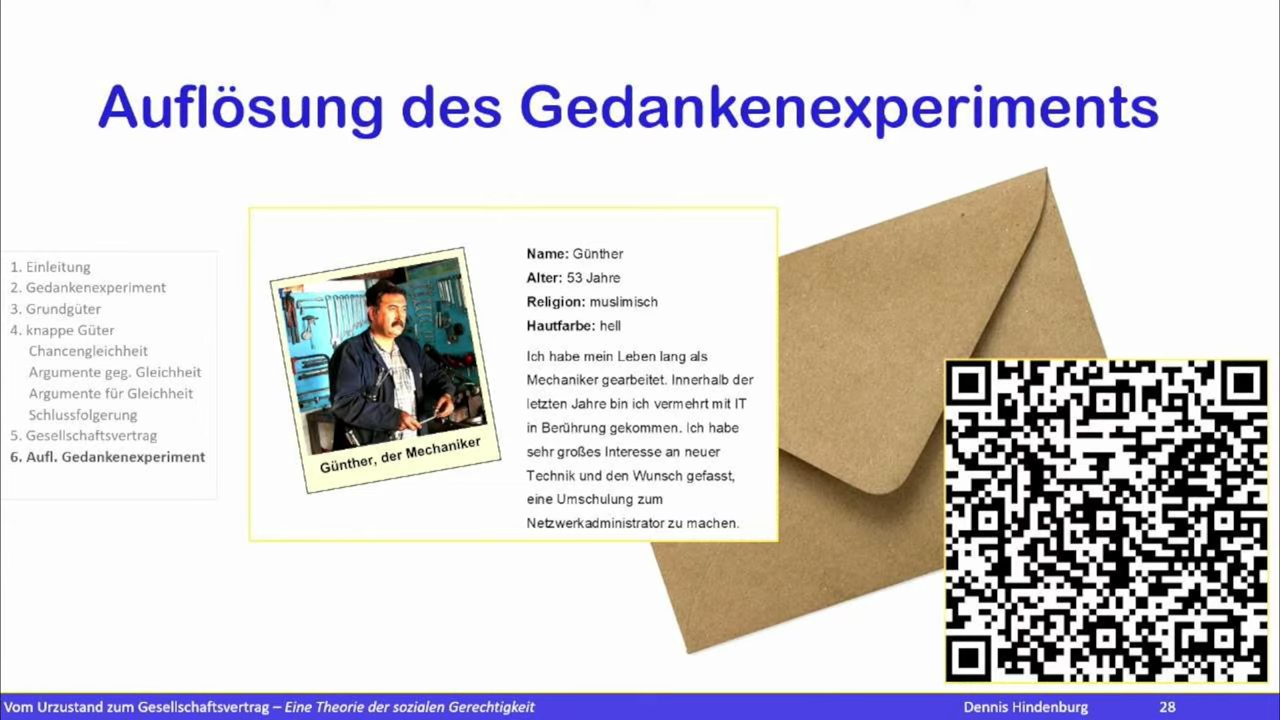 Auflösung des Gedankenexperiments
1. Einleitung
2. Gedankenexperiment
3. Grundgüter
4. knappe Güter
Chancengleichheit
Argumente geg. Gleichheit
Argumente für Gleichheit
Schlussfolgerung
5. Gesellschaftsvertrag
6. Aufl. Gedankenexperiment
Günther, der Mechaniker
Name: Günther
Alter: 53 Jahre
Religion: muslimisch
Hautfarbe: hell
Ich habe mein Leben lang als
Mechaniker gearbeitet. Innerhalb der
letzten Jahre bin ich vermehrt mit IT
in Berührung gekommen. Ich habe
sehr großes Interesse an neuer
Technik und den Wunsch gefasst,
eine Umschulung zum
Netzwerkadministrator zu machen.
Vom Urzustand zum Gesellschaftsvertrag – Eine Theorie der sozialen Gerechtigkeit
Dennis Hindenburg
28